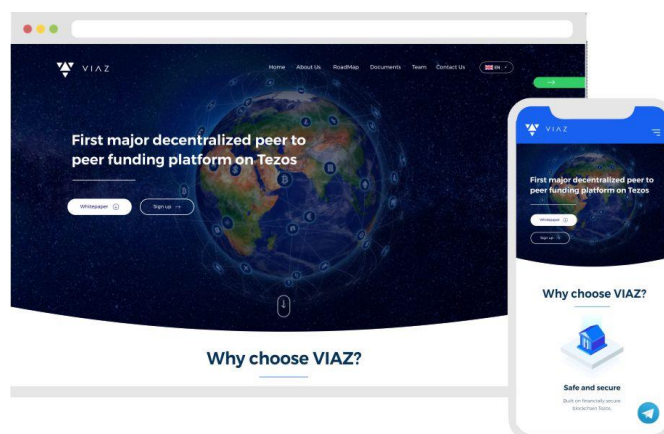 VIAZ
Home About Us RoadMap Documents Team Contact Us EN
First major decentralized peer to
peer funding platform on Tezos
Whitepaper
Sign up
Why choose VIAZ?
VIAZ
First major decentralized peer to
peer funding platform on Tezos
Whitepaper
Sign up
Why choose VIAZ?
Safe and secure
Built on financially secure
blockchain Tezos.